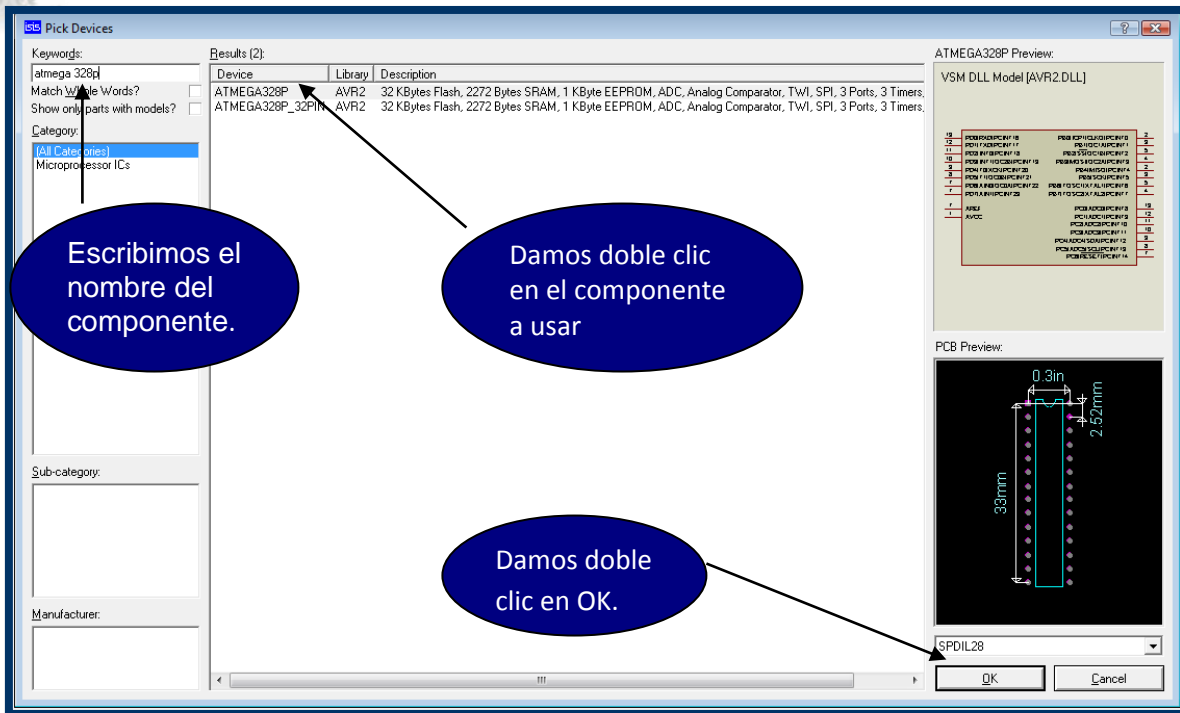 isis Pick Devices
Keywords:
atmega 328p
Match Whole Words?
Show only parts with models?
Category:
(All Categories)
Microprocessor ICs
Sub-category:
Manufacturer:
Results (2):
Device Library Description
ATMEGA328P AVR2 32 KBytes Flash, 2272 Bytes SRAM, 1 KByte EEPROM, ADC, Analog Comparator, TWI, SPI, 3 Ports, 3 Timers,
ATMEGA328P_32PIN AVR2 32 KBytes Flash, 2272 Bytes SRAM, 1 KByte EEPROM, ADC, Analog Comparator, TWI, SPI, 3 Ports, 3 Timers,
Escribimos el
nombre del
componente.
Damos doble clic
en el componente
a usar
Damos doble
clic en OK.
ATMEGA328P Preview:
VSM DLL Model [AVR2.DLL]
AREF
AVCC
PCB Preview:
0.3in
2.52mm
33mm
SPDIL28
OK Cancel